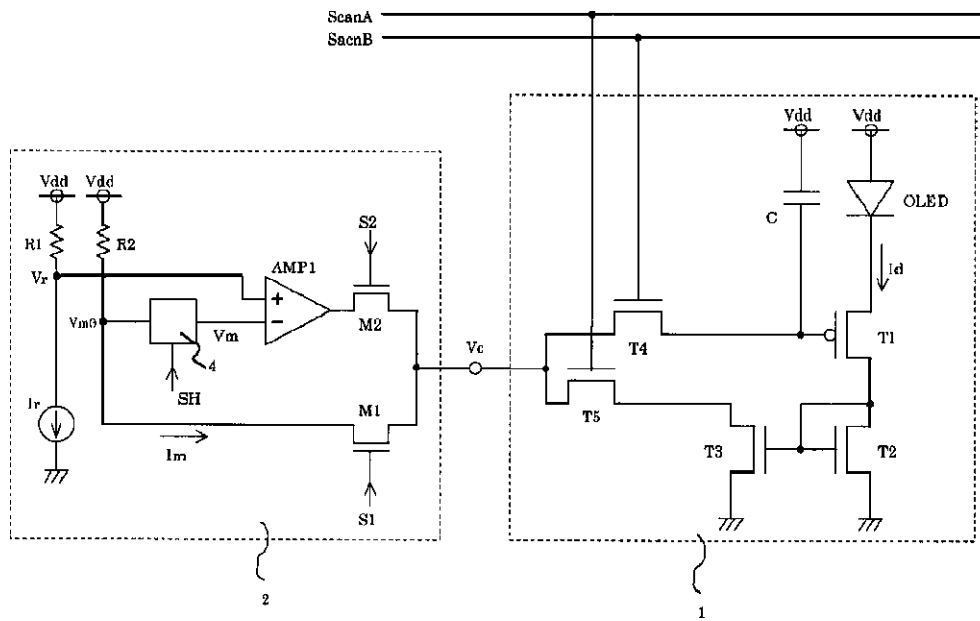 ScanA
SacnB
Vdd
Vdd
Vdd
Vdd
R1
R2
S2
C
OLED
AMP1
Id
Vr
+
Vm0
Vm
−
M2
Vc
T4
T1
4
SH
M1
T5
Ir
Im
T3
T2
S1
2
1